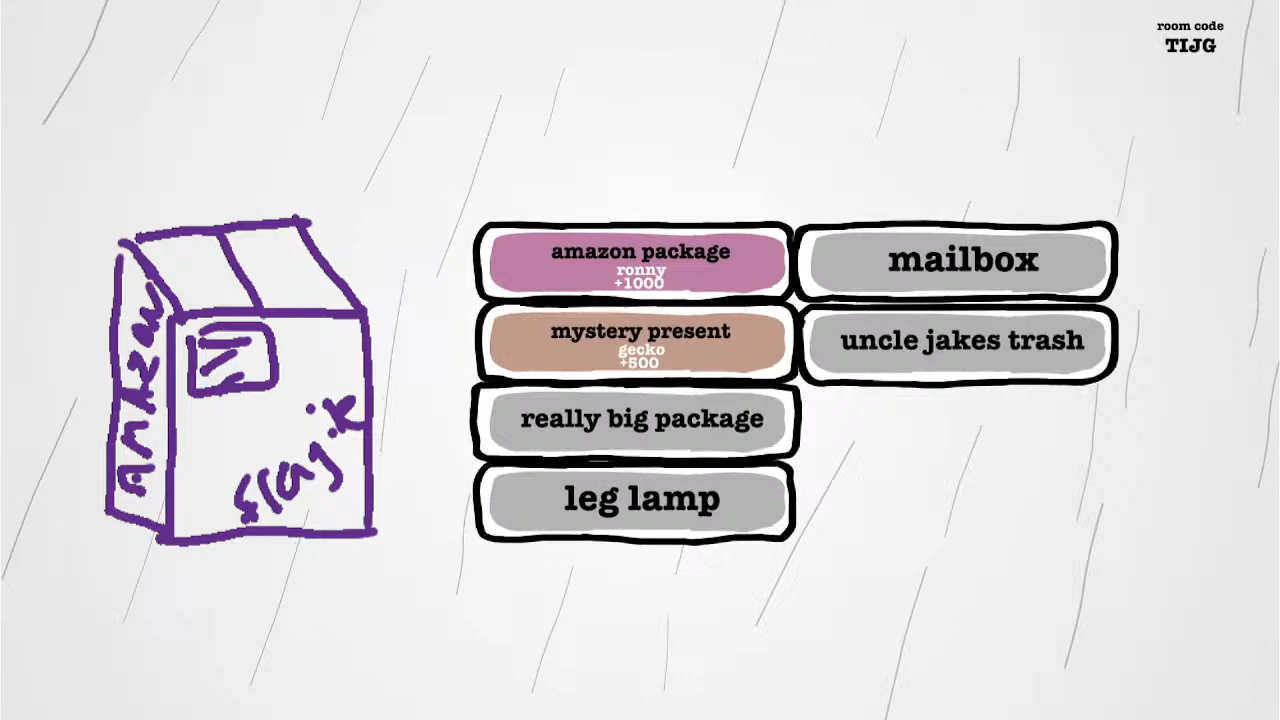 room code
TIJG
AMAZON
fragile
amazon package
ronny
+1000
mystery present
gecko
+500
really big package
leg lamp
mailbox
uncle jakes trash